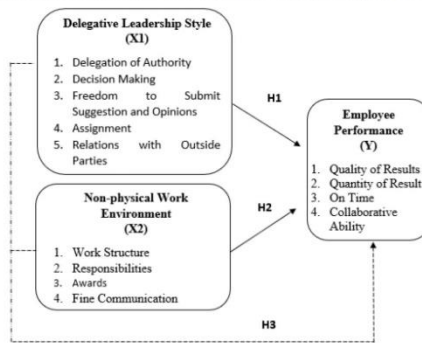 Delegative Leadership Style
(X1)
1. Delegation of Authority
2. Decision Making
3. Freedom to Submit
Suggestion and Opinions
4. Assignment
5. Relations with Outside
Parties
H1
Employee
Performance
(Y)
1. Quality of Results
2. Quantity of Result
3. On Time
4. Collaborative
Ability
Non-physical Work
Environment
(X2)
1. Work Structure
2. Responsibilities
3. Awards
4. Fine Communication
H2
H3